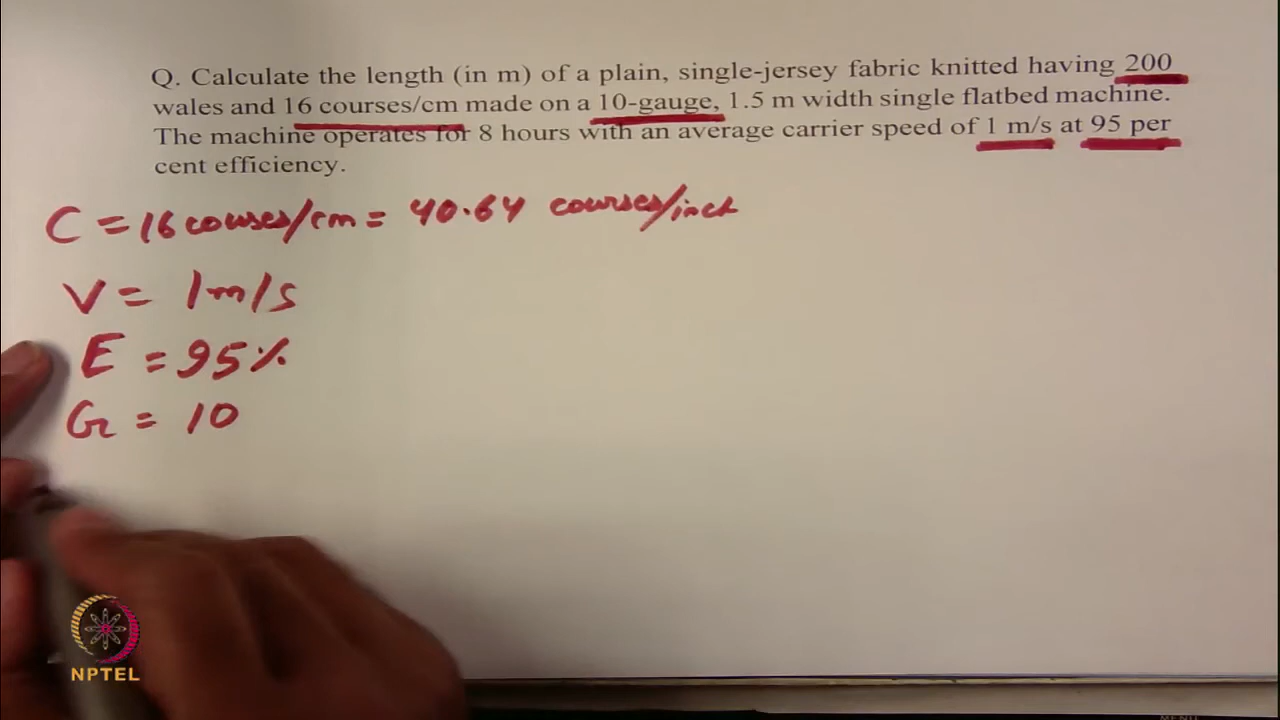 Q. Calculate the length (in m) of a plain, single-jersey fabric knitted having 200
wales and 16 courses/cm made on a 10-gauge, 1.5 m width single flatbed machine.
The machine operates for 8 hours with an average carrier speed of 1 m/s at 95 per
cent efficiency.
C = 16 couses/cm = 40.64 courses/inch
V = 1m/s
E = 95%
G = 10
NPTEL